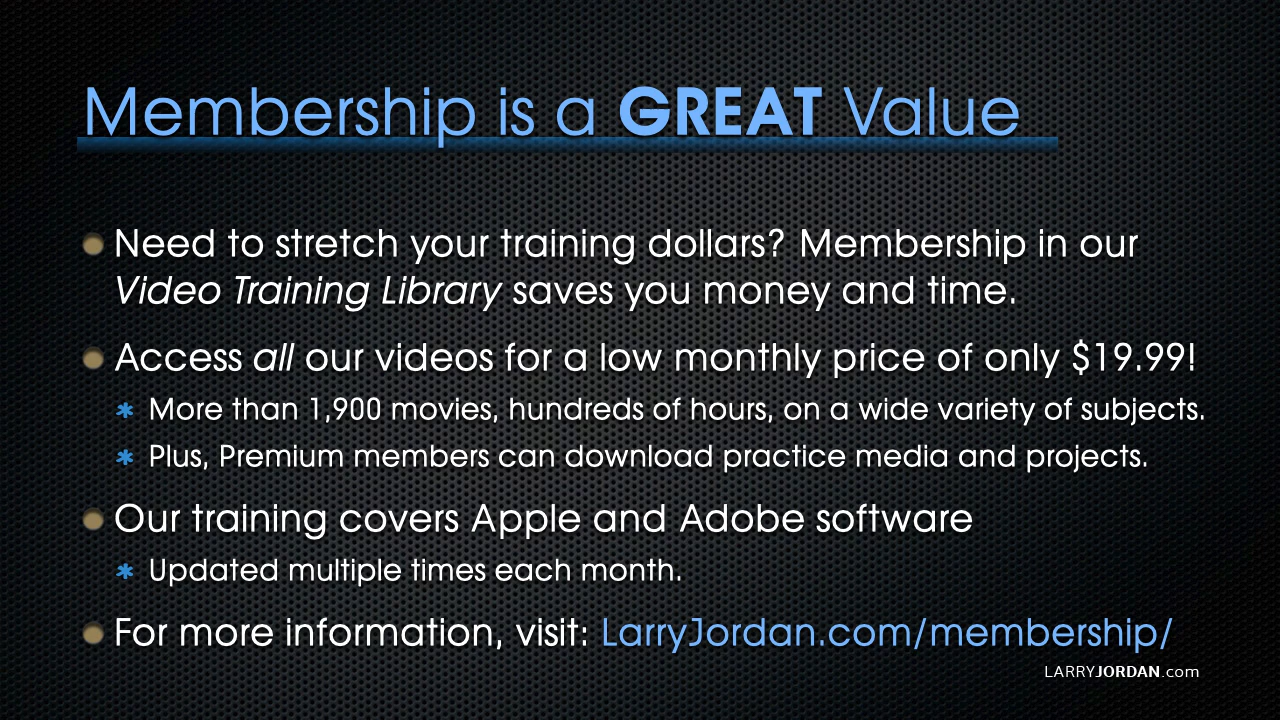 Membership is a GREAT Value
Need to stretch your training dollars? Membership in our
Video Training Library saves you money and time.
Access all our videos for a low monthly price of only $19.99!
More than 1,900 movies, hundreds of hours, on a wide variety of subjects.
Plus, Premium members can download practice media and projects.
Our training covers Apple and Adobe software
Updated multiple times each month.
For more information, visit: LarryJordan.com/membership/
LARRYJORDAN.com